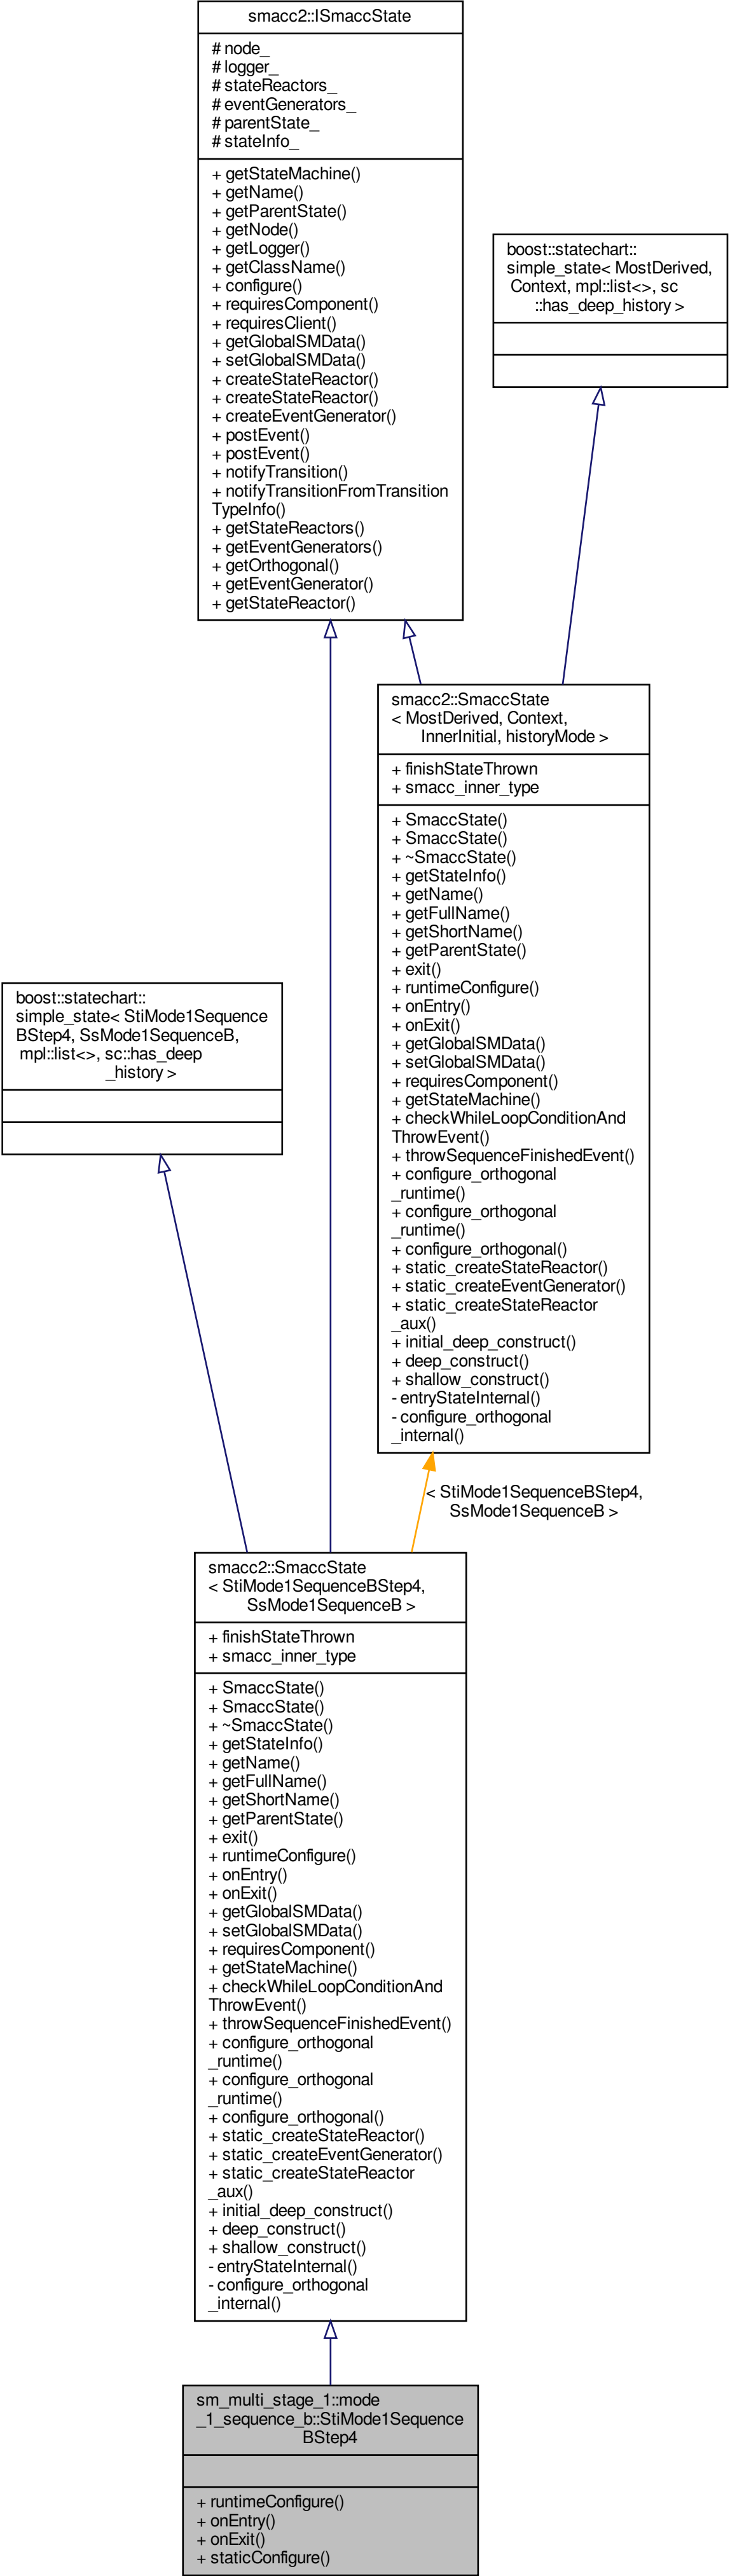 smacc2::ISmaccState
# node_
# logger_
# stateReactors_
# eventGenerators_
# parentState_
# stateInfo_
+ getStateMachine()
+ getName()
+ getParentState()
+ getNode()
+ getLogger()
+ getClassName()
+ configure()
+ requiresComponent()
+ requiresClient()
+ getGlobalSMData()
+ setGlobalSMData()
+ createStateReactor()
+ createStateReactor()
+ createEventGenerator()
+ postEvent()
+ postEvent()
+ notifyTransition()
+ notifyTransitionFromTransition
TypeInfo()
+ getStateReactors()
+ getEventGenerators()
+ getOrthogonal()
+ getEventGenerator()
+ getStateReactor()
boost::statechart::
simple_state< MostDerived,
Context, mpl::list<>, sc
::has_deep_history >
smacc2::SmaccState
< MostDerived, Context,
InnerInitial, historyMode >
+ finishStateThrown
+ smacc_inner_type
+ SmaccState()
+ SmaccState()
+ ~SmaccState()
+ getStateInfo()
+ getName()
+ getFullName()
+ getShortName()
+ getParentState()
+ exit()
+ runtimeConfigure()
+ onEntry()
+ onExit()
+ getGlobalSMData()
+ setGlobalSMData()
+ requiresComponent()
+ getStateMachine()
+ checkWhileLoopConditionAnd
ThrowEvent()
+ throwSequenceFinishedEvent()
+ configure_orthogonal
_runtime()
+ configure_orthogonal
_runtime()
+ configure_orthogonal()
+ static_createStateReactor()
+ static_createEventGenerator()
+ static_createStateReactor
_aux()
+ initial_deep_construct()
+ deep_construct()
+ shallow_construct()
- entryStateInternal()
- configure_orthogonal
_internal()
boost::statechart::
simple_state< StiMode1Sequence
BStep4, SsMode1SequenceB,
mpl::list<>, sc::has_deep
_history >
< StiMode1SequenceBStep4,
SsMode1SequenceB >
smacc2::SmaccState
< StiMode1SequenceBStep4,
SsMode1SequenceB >
+ finishStateThrown
+ smacc_inner_type
+ SmaccState()
+ SmaccState()
+ ~SmaccState()
+ getStateInfo()
+ getName()
+ getFullName()
+ getShortName()
+ getParentState()
+ exit()
+ runtimeConfigure()
+ onEntry()
+ onExit()
+ getGlobalSMData()
+ setGlobalSMData()
+ requiresComponent()
+ getStateMachine()
+ checkWhileLoopConditionAnd
ThrowEvent()
+ throwSequenceFinishedEvent()
+ configure_orthogonal
_runtime()
+ configure_orthogonal
_runtime()
+ configure_orthogonal()
+ static_createStateReactor()
+ static_createEventGenerator()
+ static_createStateReactor
_aux()
+ initial_deep_construct()
+ deep_construct()
+ shallow_construct()
- entryStateInternal()
- configure_orthogonal
_internal()
sm_multi_stage_1::mode
_1_sequence_b::StiMode1Sequence
BStep4
+ runtimeConfigure()
+ onEntry()
+ onExit()
+ staticConfigure()